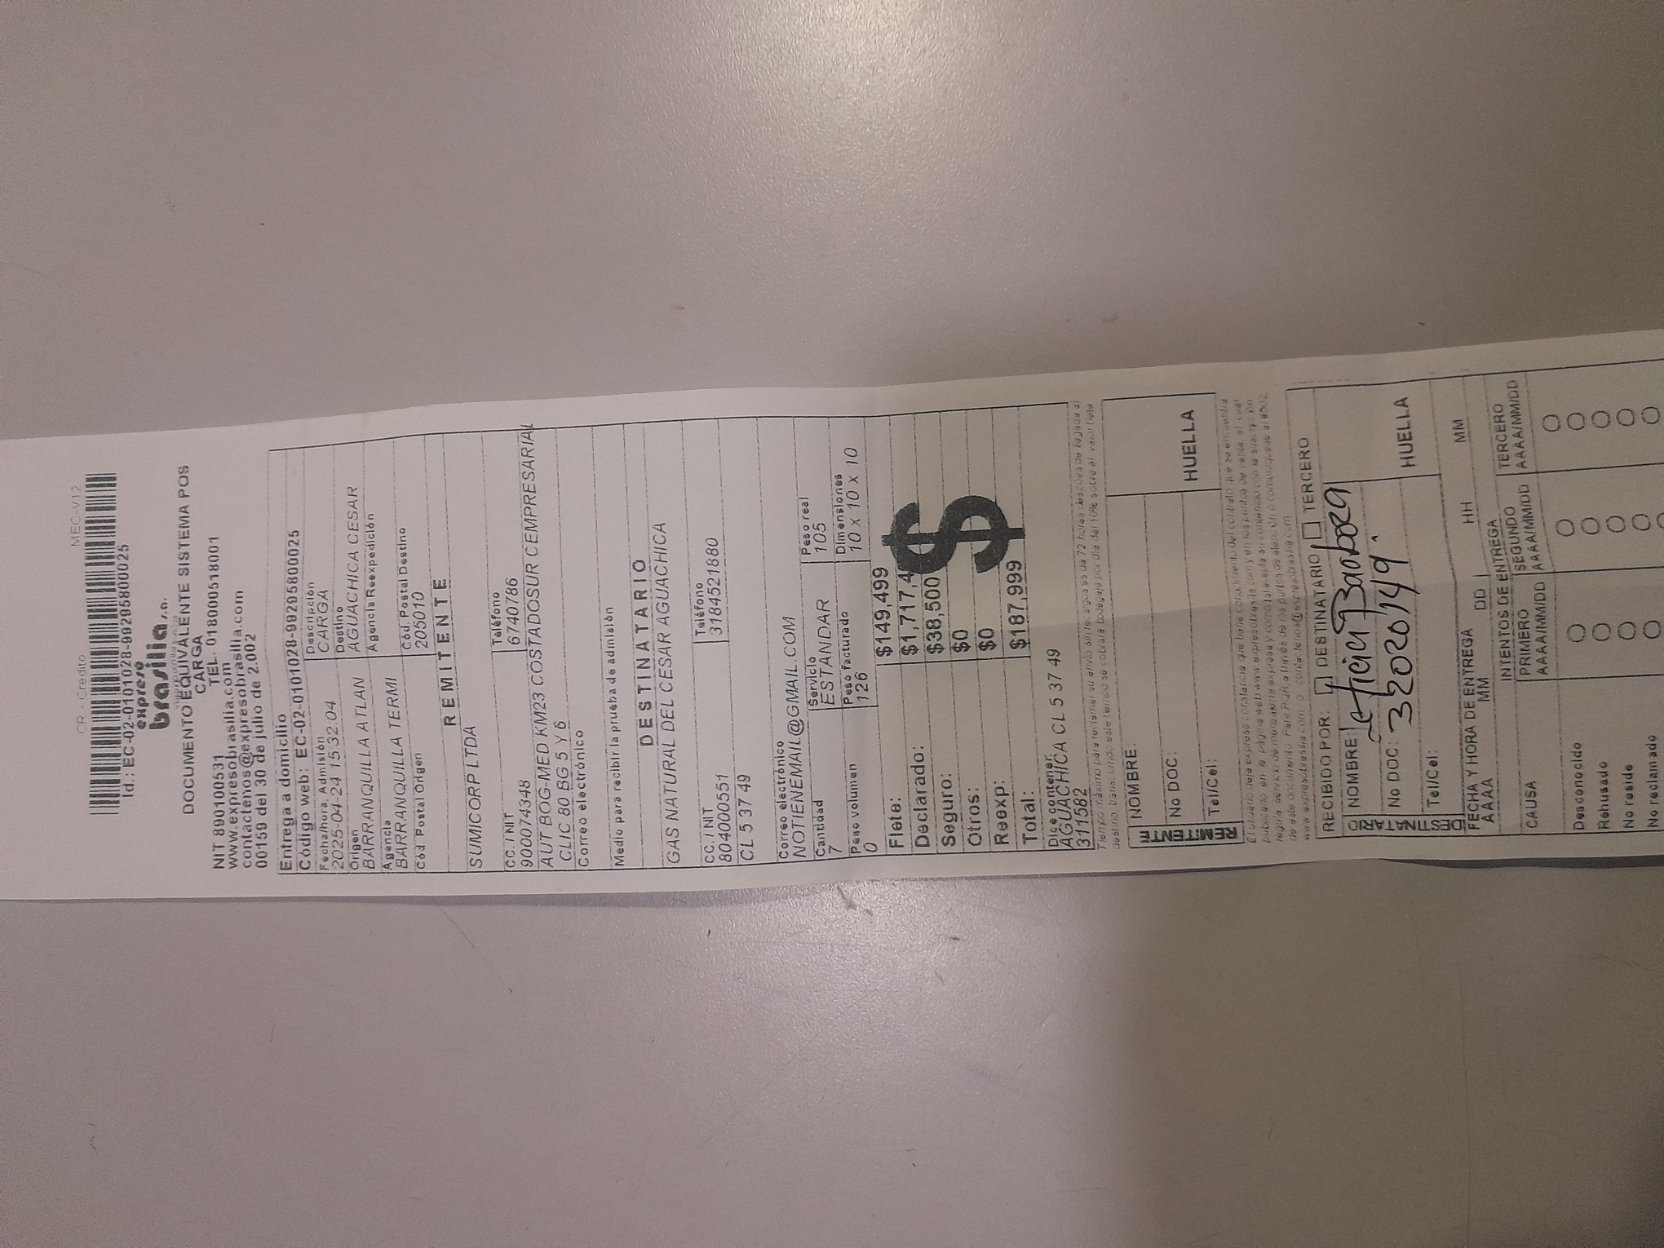 CR - Credito MEC-V12
Id.: EC-02-0101028-99295800025
expreso
brasilia s.a.
DOCUMENTO EQUIVALENTE SISTEMA POS
CARGA
NIT 890100531 TEL. 018000518001
www.expresobrasilia.com
contactenos@expresobrasilia.com
00159 del 30 de julio de 2.002
Entrega a domicilio
Código web: EC-02-0101028-99295800025
Fecha/hora. Admisión Descripción
2025-04-24 15 32 04 CARGA
Origen Destino
BARRANQUILLA ATLAN AGUACHICA CESAR
Agencia Agencia Reexpedición
BARRANQUILLA TERMI
Cód. Postal Origen Cód. Postal Destino
205010
REMITENTE
SUMICORP LTDA
CC. / NIT Teléfono
900074348 6740786
AUT BOG-MED KM23 COSTADOSUR CEMPRESARIAL
CLIC 80 BG 5 Y 6
Correo electrónico
Medio para recibir la prueba de admisión
DESTINATARIO
GAS NATURAL DEL CESAR AGUACHICA
CC. / NIT Teléfono
804000551 3184521880
CL 5 37 49
Correo electrónico
NOTIENEMAIL@GMAIL.COM
Cantidad Servicio Peso real
7 ESTANDAR 105
Peso volumen Peso facturado Dimensiones
0 126 10 X 10 X 10
Flete: $149,499
Declarado: $1,717,4
Seguro: $38,500
Otros: $0
Reexp: $0
Total: $187,999
$
Dice contener
AGUACHICA CL 5 37 49
311582
REMITENTE
NOMBRE
No DOC:
Tel/Cel:
HUELLA
RECIBIDO POR: DESTINATARIO TERCERO
DESTINATARIO
NOMBRE: Leticia Barbosa
No DOC: 32020149.
Tel/Cel:
HUELLA
FECHA Y HORA DE ENTREGA
AAAA MM DD HH MM
INTENTOS DE ENTREGA
CAUSA PRIMERO SEGUNDO TERCERO
AAAA/MM/DD AAAA/MM/DD AAAA/MM/DD
Desconocido
Rehusado
No reside
No reclamado